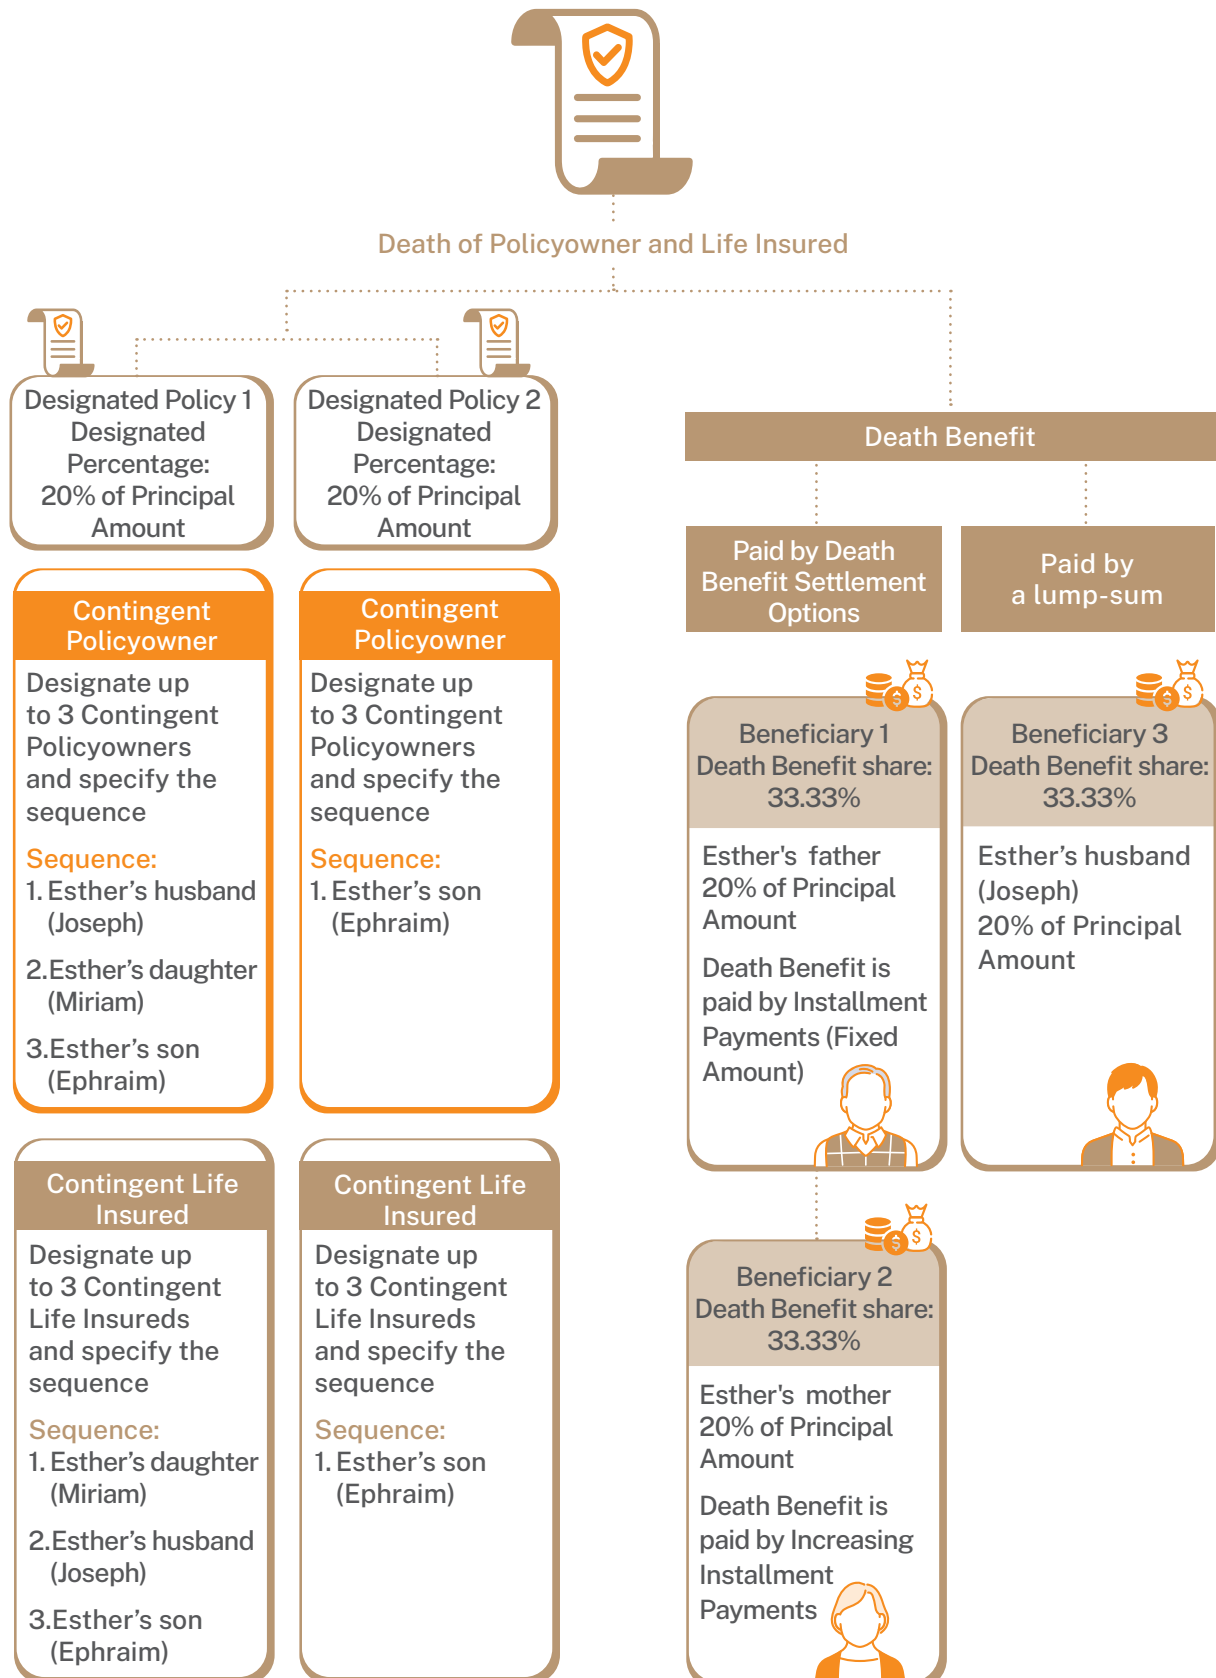 Death of Policyowner and Life Insured
Designated Policy 1
Designated
Percentage:
20% of Principal
Amount
Designated Policy 2
Designated
Percentage:
20% of Principal
Amount
Contingent
Policyowner
Designate up
to 3 Contingent
Policyowners
and specify the
sequence
Sequence:
1. Esther’s husband
(Joseph)
2.Esther’s daughter
(Miriam)
3.Esther’s son
(Ephraim)
Contingent
Policyowner
Designate up
to 3 Contingent
Policyowners
and specify the
sequence
Sequence:
1. Esther’s son
(Ephraim)
Contingent Life
Insured
Designate up
to 3 Contingent
Life Insureds
and specify the
sequence
Sequence:
1. Esther’s daughter
(Miriam)
2.Esther’s husband
(Joseph)
3.Esther’s son
(Ephraim)
Contingent Life
Insured
Designate up
to 3 Contingent
Life Insureds
and specify the
sequence
Sequence:
1. Esther’s son
(Ephraim)
Death Benefit
Paid by Death
Benefit Settlement
Options
Paid by
a lump-sum
$
$
Beneficiary 1
Death Benefit share:
33.33%
Esther's father
20% of Principal
Amount
Death Benefit is
paid by Installment
Payments (Fixed
Amount)
$
$
Beneficiary 3
Death Benefit share:
33.33%
Esther’s husband
(Joseph)
20% of Principal
Amount
$
$
Beneficiary 2
Death Benefit share:
33.33%
Esther's mother
20% of Principal
Amount
Death Benefit is
paid by Increasing
Installment
Payments